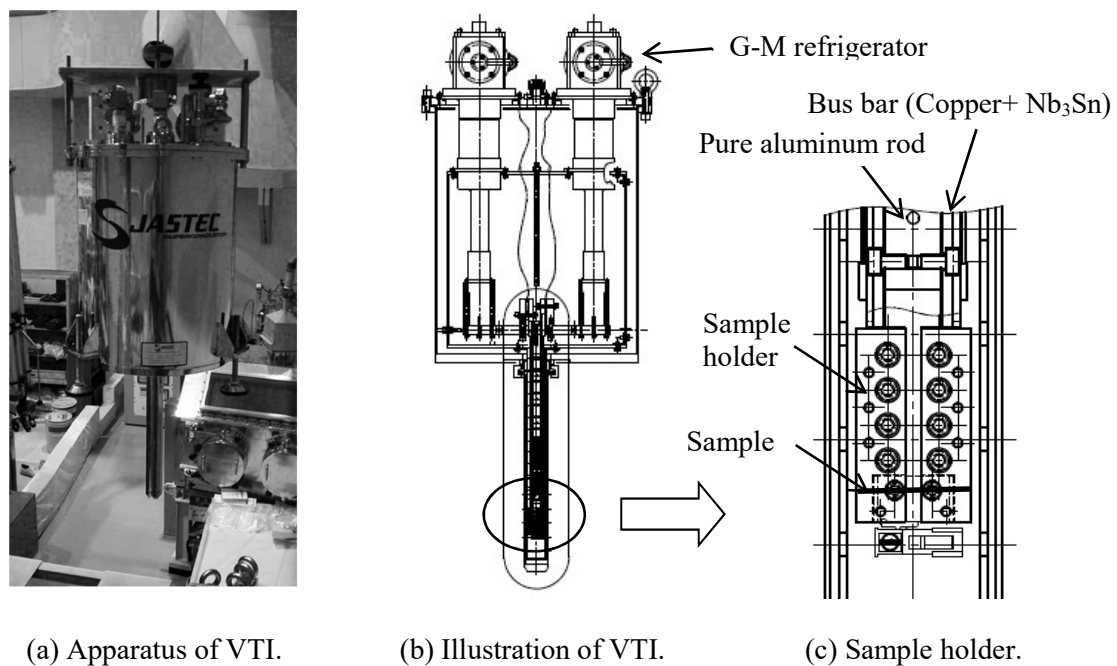 JASTEC
SUPERCONDUCTOR
G-M refrigerator
Bus bar (Copper+ Nb₃Sn)
Pure aluminum rod
Sample
holder
Sample
(a) Apparatus of VTI.
(b) Illustration of VTI.
(c) Sample holder.